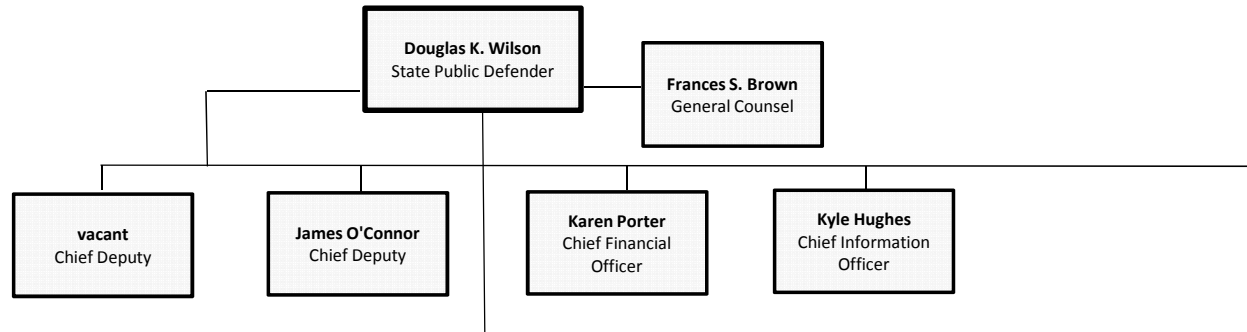 Douglas K. Wilson
State Public Defender
Frances S. Brown
General Counsel
vacant
Chief Deputy
James O'Connor
Chief Deputy
Karen Porter
Chief Financial
Officer
Kyle Hughes
Chief Information
Officer